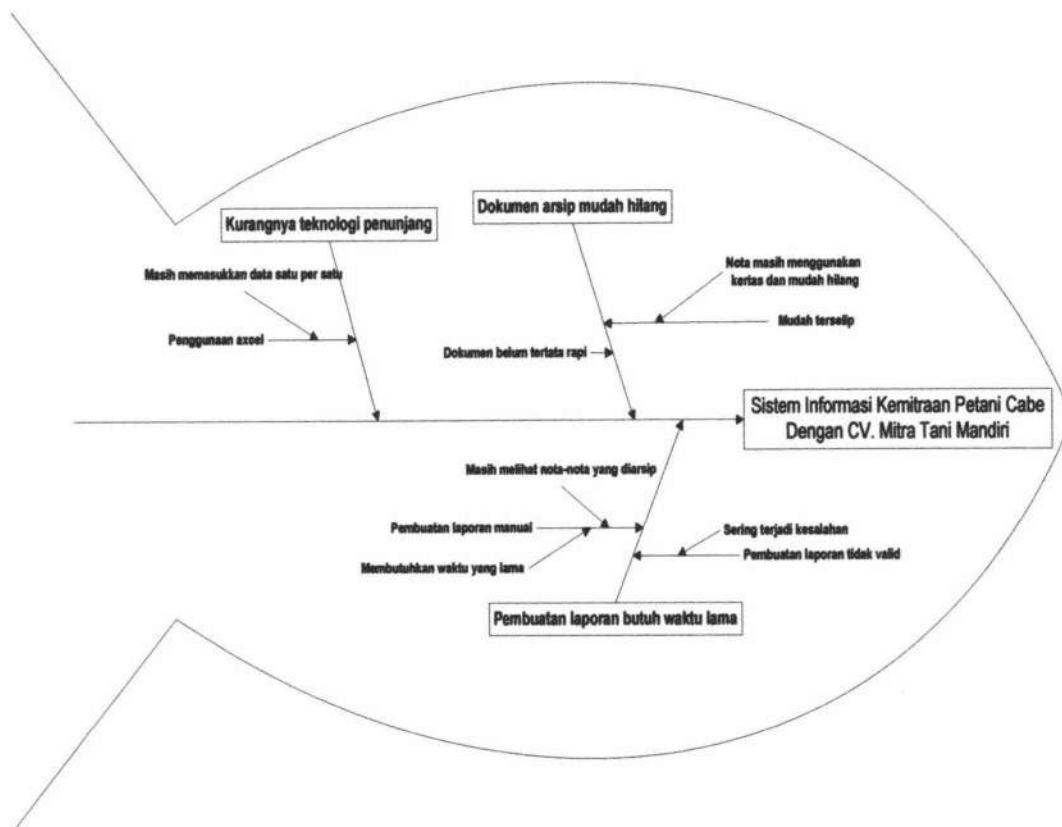 Kurangnya teknologi penunjang
Dokumen arsip mudah hilang
Masih memasukkan data satu per satu
Penggunaan axcel
Nota masih menggunakan
kertas dan mudah hilang
Mudah terselip
Dokumen belum tertata rapi
Sistem Informasi Kemitraan Petani Cabe
Dengan CV. Mitra Tani Mandiri
Masih melihat nota-nota yang diarsip
Pembuatan laporan manual
Membutuhkan waktu yang lama
Sering terjadi kesalahan
Pembuatan laporan tidak valid
Pembuatan laporan butuh waktu lama